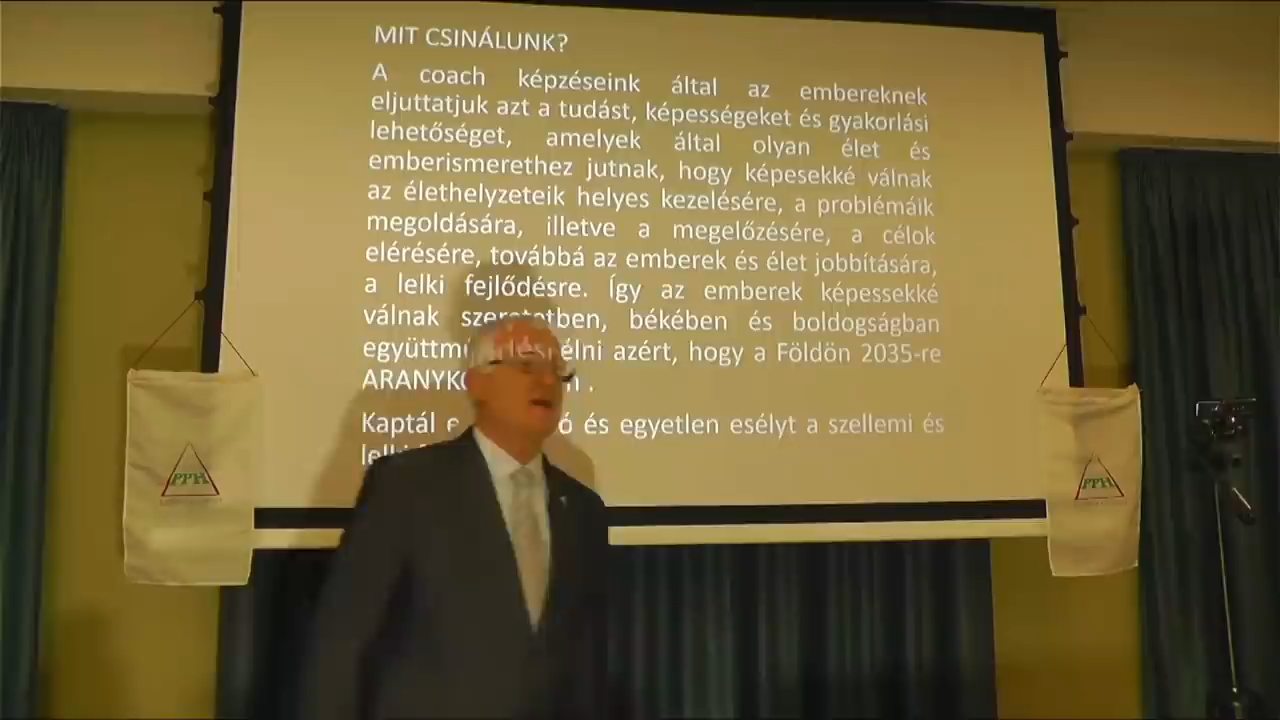 MIT CSINÁLUNK?
A coach képzéseink által az embereknek
eljuttatjuk azt a tudást, képességeket és gyakorlási
lehetőséget, amelyek által olyan élet és
emberismerethez jutnak, hogy képesekké válnak
az élethelyzeteik helyes kezelésére, a problémáik
megoldására, illetve a megelőzésére, a célok
elérésére, továbbá az emberek és élet jobbítására,
a lelki fejlődésre. Így az emberek képessekké
válnak szeretetben, békében és boldogságban
élni azért, hogy a Földön 2035-re
Kaptál és egyetlen esélyt a szellemi és
PPH
PPH